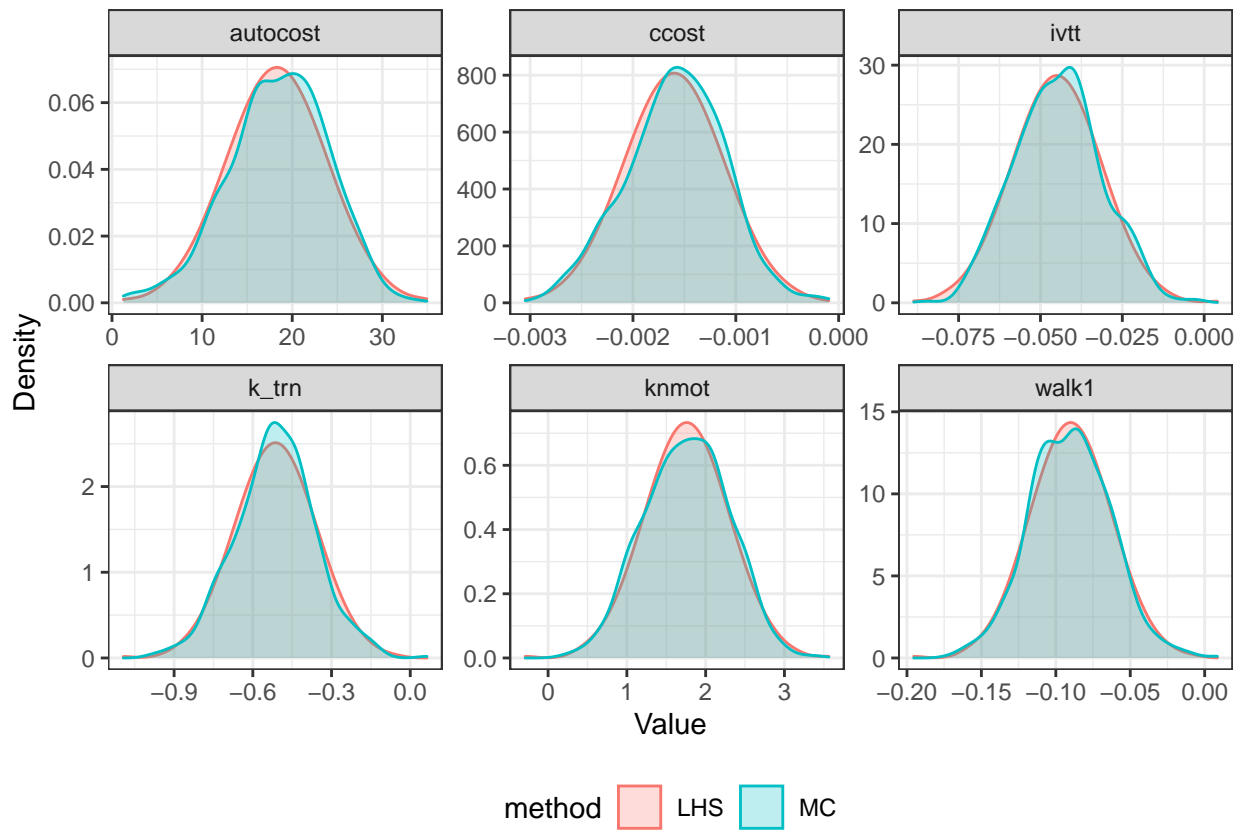 autocost ccost ivtt
0.06 800 30
0.04 600 20
0.02 400 10
0.00 200 0
0
0 10 20 30 −0.003 −0.002 −0.001 0.000 −0.075 −0.050 −0.025 0.000
Density
k_trn knmot walk1
2 0.6 15
1 0.4 10
0 0.2 5
0.0 0
−0.9 −0.6 −0.3 0.0 0 1 2 3 −0.20 −0.15 −0.10 −0.05 0.00
Value
method LHS MC